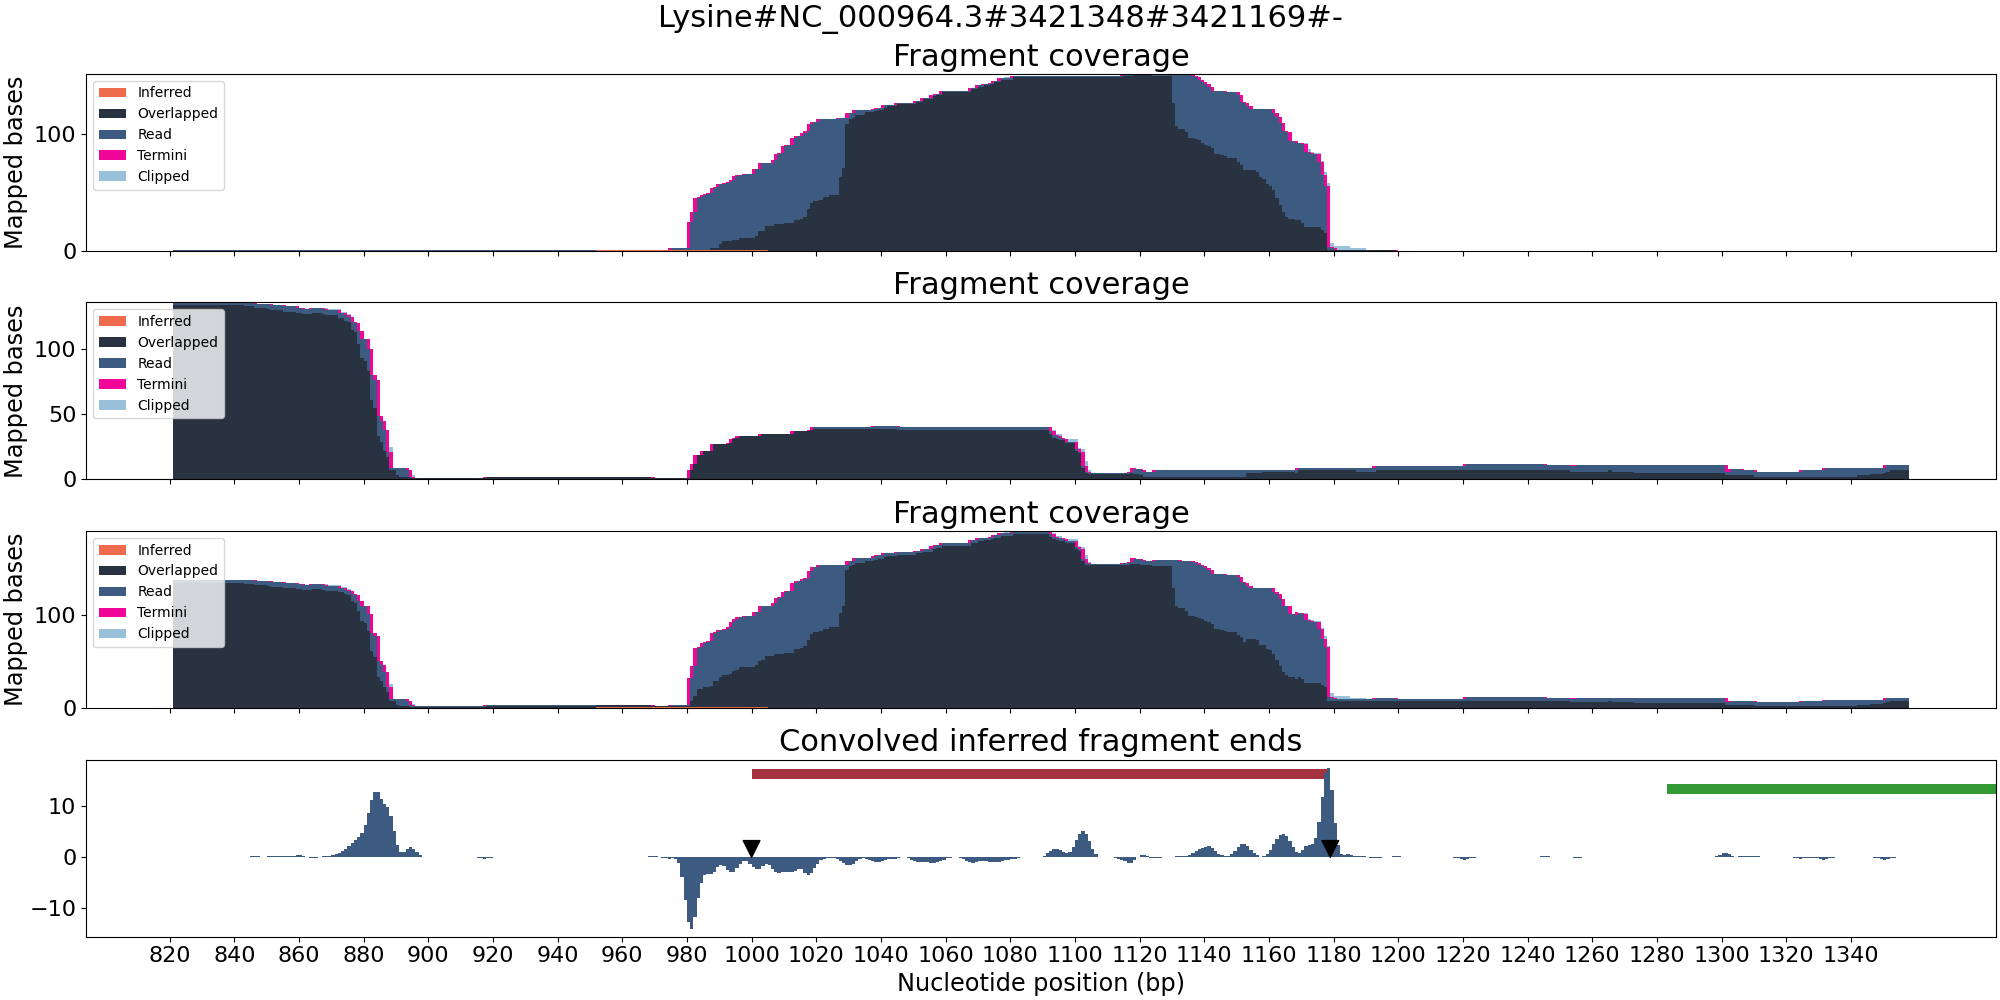 Lysine#NC_000964.3#3421348#3421169#-
Fragment coverage
Mapped bases
100
0
Inferred
Overlapped
Read
Termini
Clipped
Fragment coverage
Mapped bases
100
50
0
Inferred
Overlapped
Read
Termini
Clipped
Fragment coverage
Mapped bases
100
0
Inferred
Overlapped
Read
Termini
Clipped
Convolved inferred fragment ends
10
0
−10
820 840 860 880 900 920 940 960 980 1000 1020 1040 1060 1080 1100 1120 1140 1160 1180 1200 1220 1240 1260 1280 1300 1320 1340
Nucleotide position (bp)